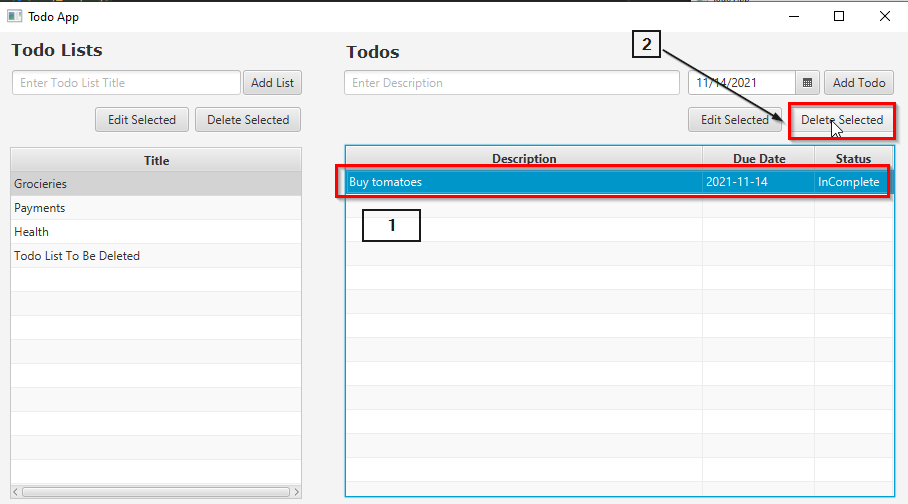 Todo App
Todo Lists
Todos
2
Enter Todo List Title
Add List
Enter Description
11/14/2021
Add Todo
Edit Selected
Delete Selected
Edit Selected
Delete Selected
Title
Description
Due Date
Status
Grocieries
Buy tomatoes
2021-11-14
InComplete
Payments
1
Health
Todo List To Be Deleted